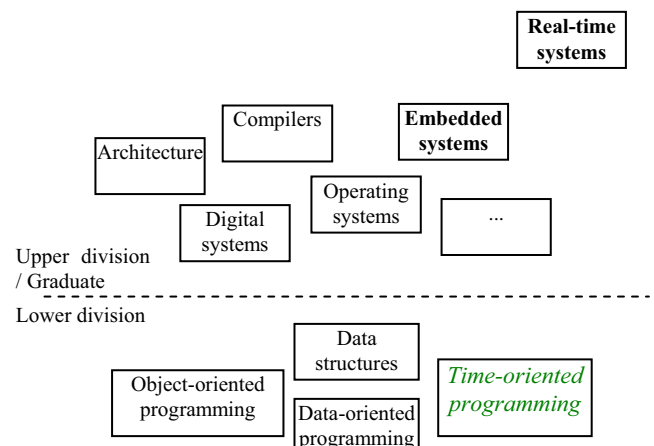 Real-time
systems
Compilers
Embedded
systems
Architecture
Operating
systems
Digital
systems
...
Upper division
/ Graduate
Lower division
Data
structures
Object-oriented
programming
Time-oriented
programming
Data-oriented
programming